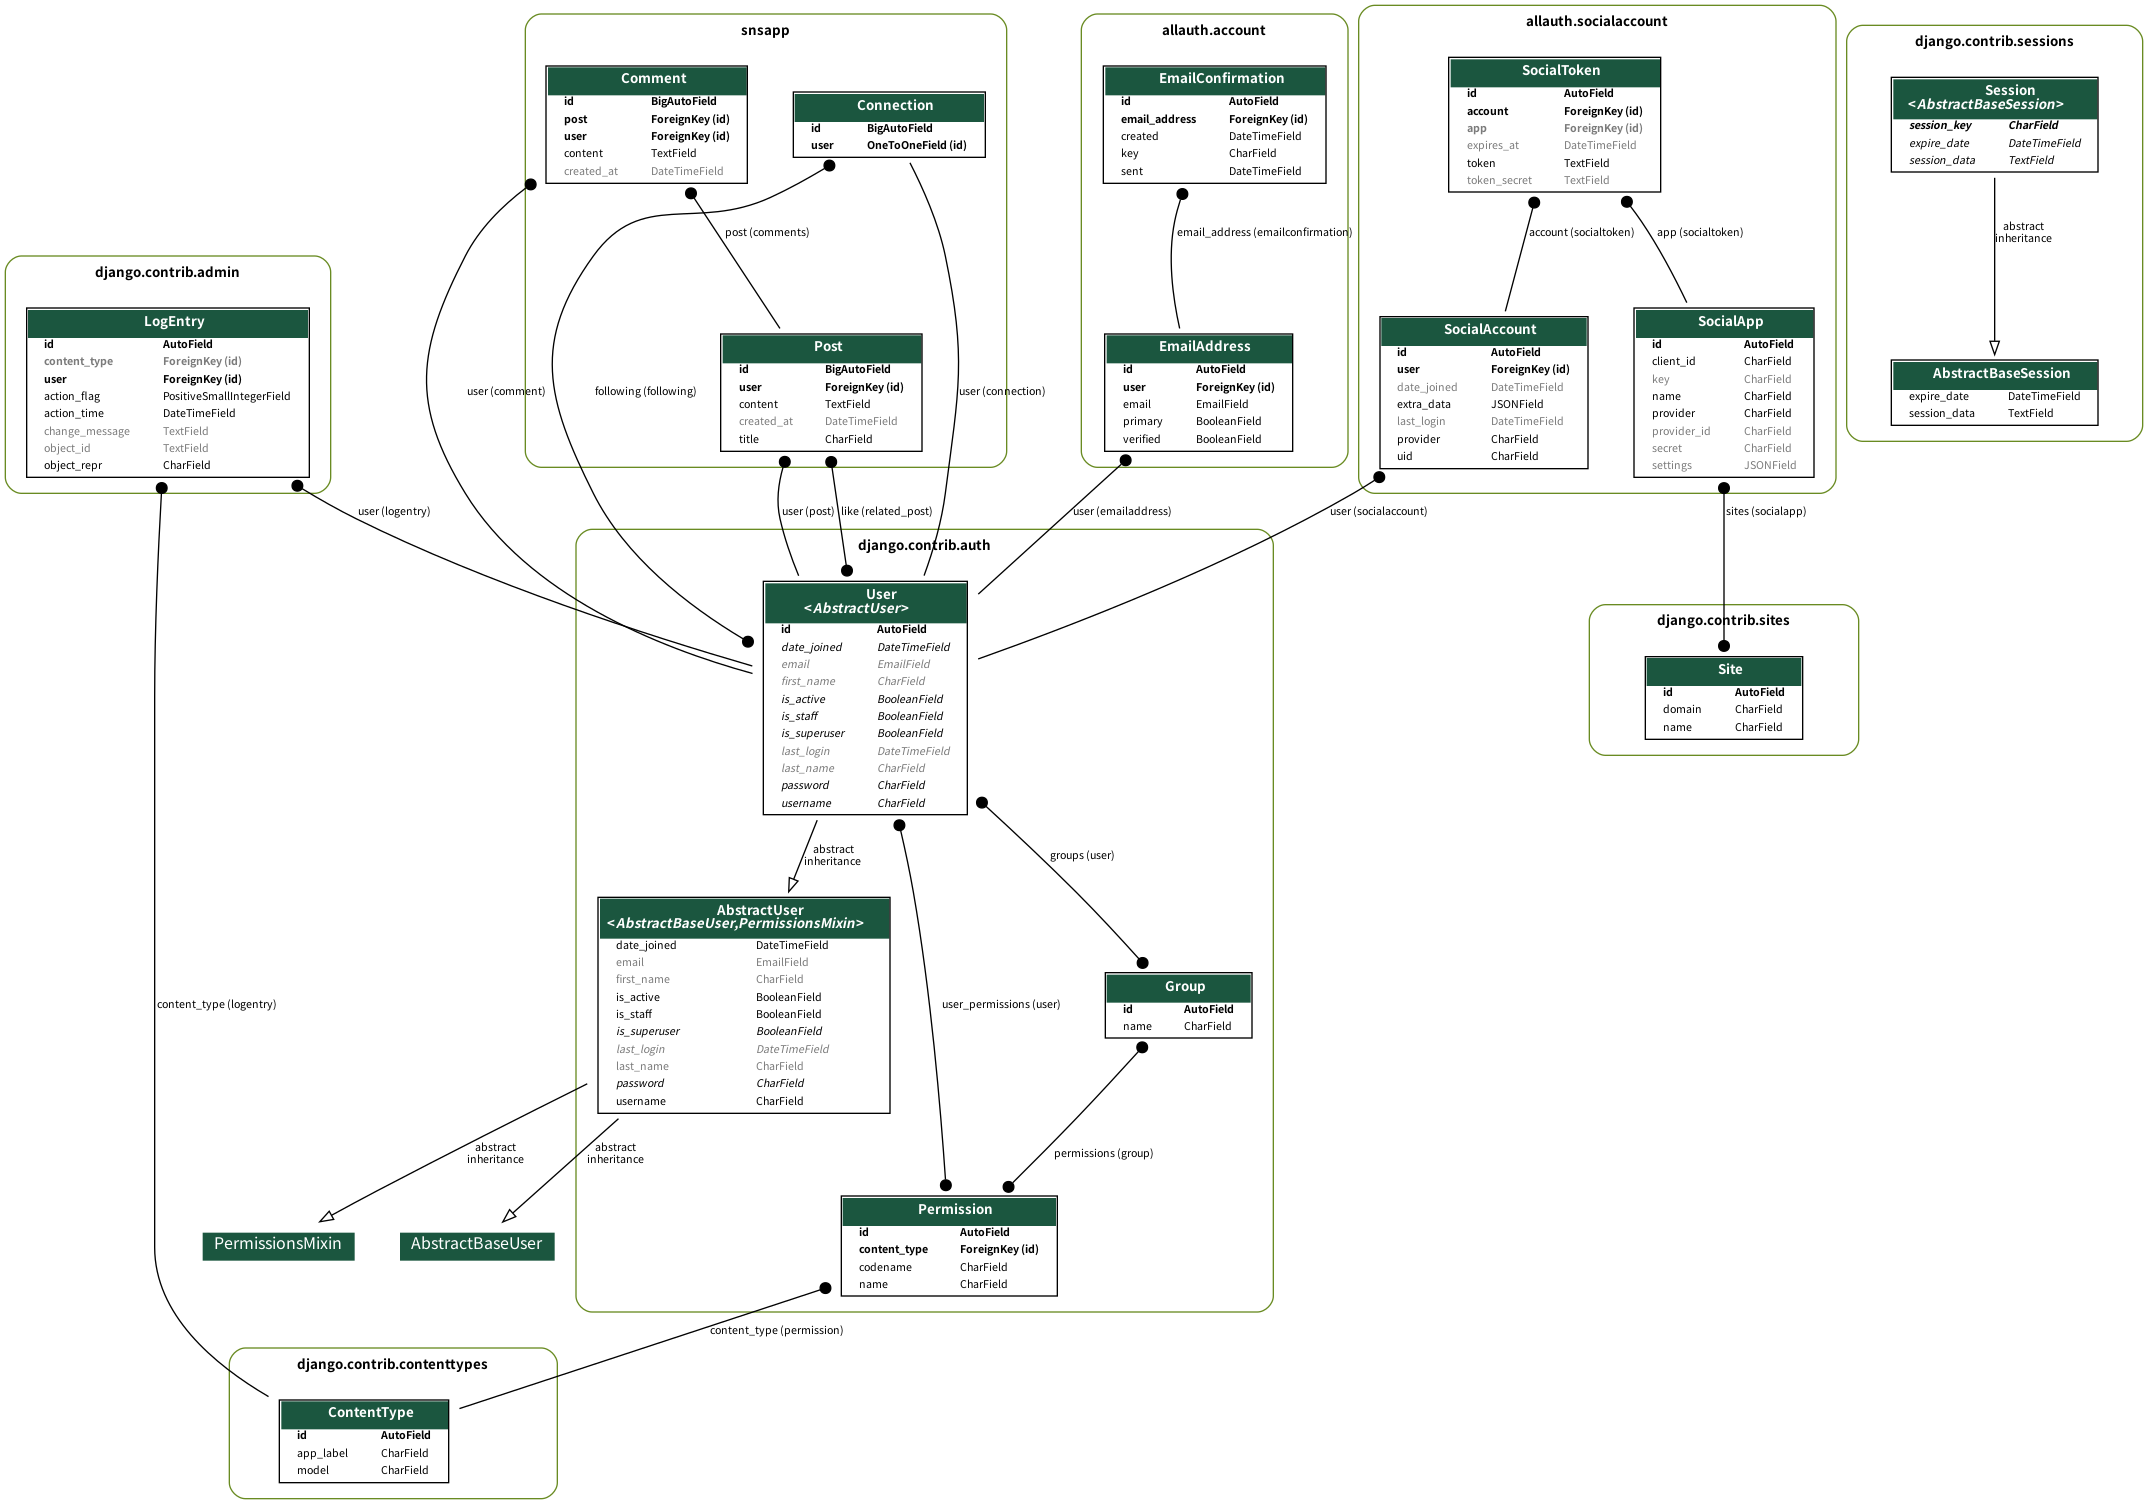 snsapp
Comment
id BigAutoField
post ForeignKey (id)
user ForeignKey (id)
content TextField
created_at DateTimeField
Connection
id BigAutoField
user OneToOneField (id)
post (comments)
user (comment)
following (following)
user (connection)
Post
id BigAutoField
user ForeignKey (id)
content TextField
created_at DateTimeField
title CharField
allauth.account
EmailConfirmation
id AutoField
email_address ForeignKey (id)
created DateTimeField
key CharField
sent DateTimeField
email_address (emailconfirmation)
EmailAddress
id AutoField
user ForeignKey (id)
email EmailField
primary BooleanField
verified BooleanField
allauth.socialaccount
SocialToken
id AutoField
account ForeignKey (id)
app ForeignKey (id)
expires_at DateTimeField
token TextField
token_secret TextField
account (socialtoken)
app (socialtoken)
SocialAccount
id AutoField
user ForeignKey (id)
date_joined DateTimeField
extra_data JSONField
last_login DateTimeField
provider CharField
uid CharField
SocialApp
id AutoField
client_id CharField
key CharField
name CharField
provider CharField
provider_id CharField
secret CharField
settings JSONField
django.contrib.sessions
Session
<AbstractBaseSession>
session_key CharField
expire_date DateTimeField
session_data TextField
abstract
inheritance
AbstractBaseSession
expire_date DateTimeField
session_data TextField
django.contrib.admin
LogEntry
id AutoField
content_type ForeignKey (id)
user ForeignKey (id)
action_flag PositiveSmallIntegerField
action_time DateTimeField
change_message TextField
object_id TextField
object_repr CharField
user (logentry)
user (post)
like (related_post)
user (emailaddress)
user (socialaccount)
sites (socialapp)
django.contrib.auth
User
<AbstractUser>
id AutoField
date_joined DateTimeField
email EmailField
first_name CharField
is_active BooleanField
is_staff BooleanField
is_superuser BooleanField
last_login DateTimeField
last_name CharField
password CharField
username CharField
django.contrib.sites
Site
id AutoField
domain CharField
name CharField
abstract
inheritance
groups (user)
AbstractUser
<AbstractBaseUser,PermissionsMixin>
date_joined DateTimeField
email EmailField
first_name CharField
is_active BooleanField
is_staff BooleanField
is_superuser BooleanField
last_login DateTimeField
last_name CharField
password CharField
username CharField
content_type (logentry)
user_permissions (user)
Group
id AutoField
name CharField
abstract
inheritance
abstract
inheritance
permissions (group)
PermissionsMixin
AbstractBaseUser
Permission
id AutoField
content_type ForeignKey (id)
codename CharField
name CharField
content_type (permission)
django.contrib.contenttypes
ContentType
id AutoField
app_label CharField
model CharField